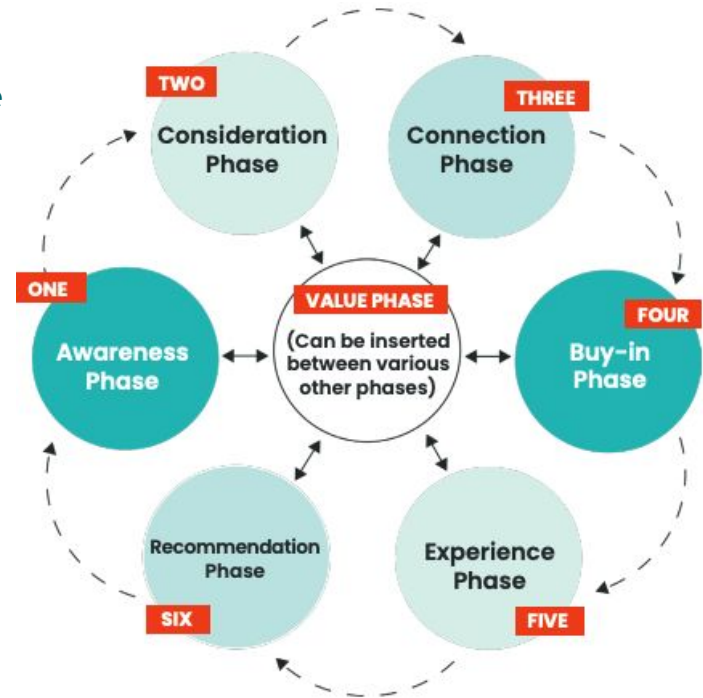 TWO
Consideration
Phase
THREE
Connection
Phase
ONE
Awareness
Phase
VALUE PHASE
(Can be inserted
between various
other phases)
FOUR
Buy-in
Phase
Recommendation
Phase
SIX
Experience
Phase
FIVE